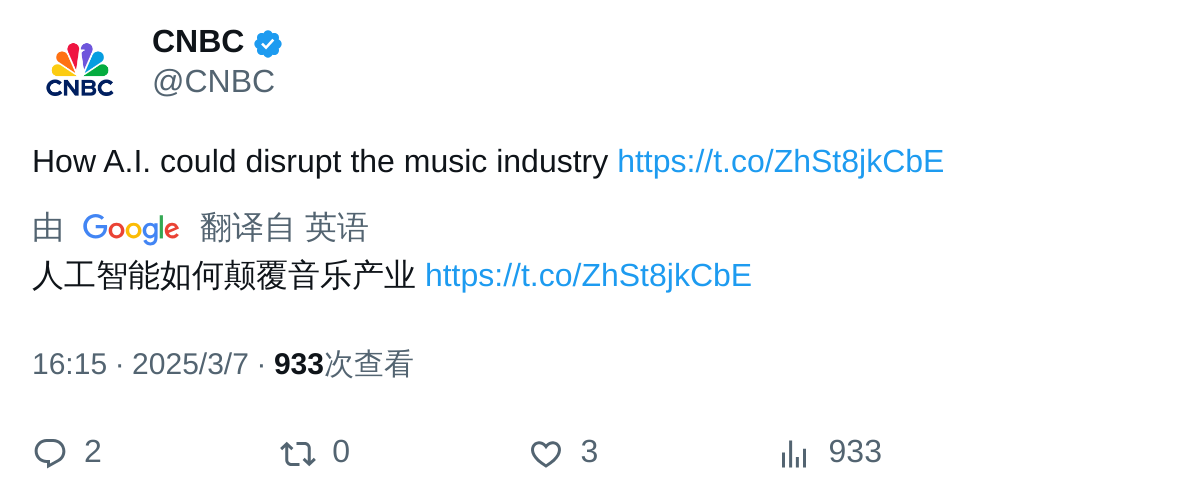 CNBC
CNBC
@CNBC
How A.I. could disrupt the music industry https://t.co/ZhSt8jkCbE
由 Google 翻译自 英语
人工智能如何颠覆音乐产业 https://t.co/ZhSt8jkCbE
16:15 · 2025/3/7 · 933次查看
2 0 3 933